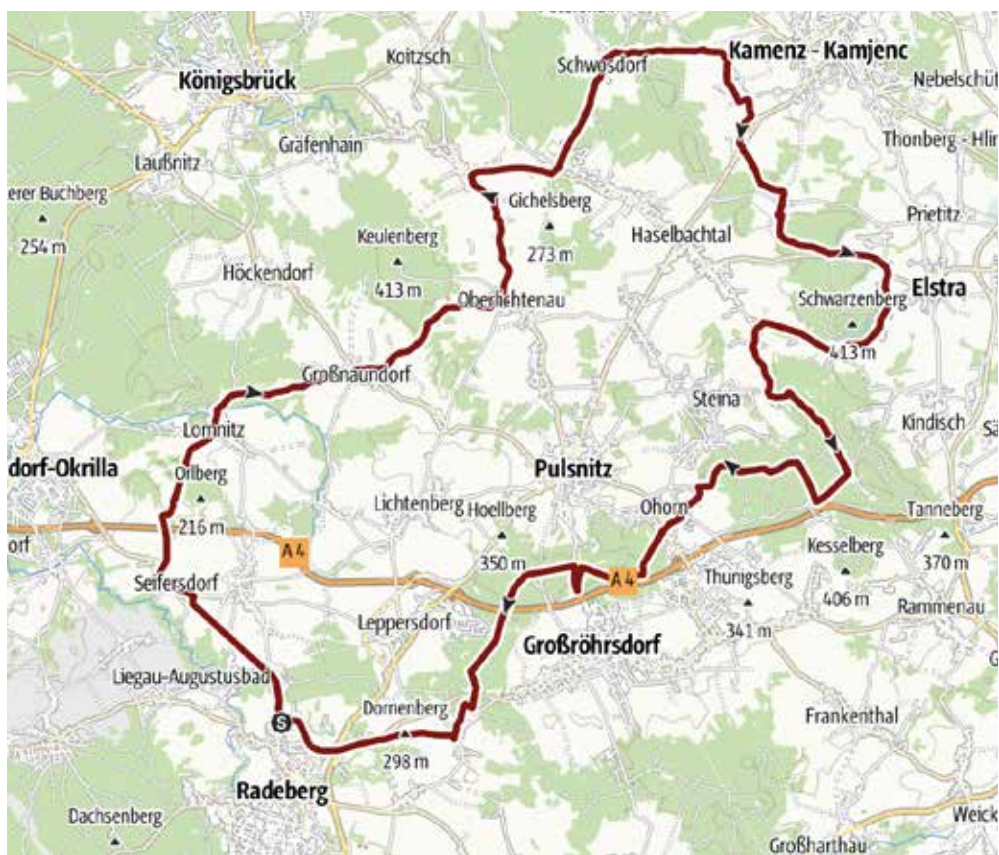 Koitzsch
Schwosdorf
Kamenz - Kamjenc
Königsbrück
Nebelschütz
Gräfenhain
Thonberg - Hlin
Laußnitz
erer Buchberg
254 m
Gichelsberg
273 m
Prietitz
Keulenberg
413 m
Haselbachtal
Höckendorf
Oberlichtenau
Elstra
Schwarzenberg
413 m
Großnaundorf
Steina
Kindisch
Lomnitz
dorf-Okrilla
Orlberg
216 m
Pulsnitz
Lichtenberg
Hoellberg
350 m
Ohorn
Tanneberg
370 m
orf
A 4
Kesselberg
406 m
A 4
Seifersdorf
Thunigsberg
341 m
Rammenau
Leppersdorf
Großröhrsdorf
Liegau-Augustusbad
Dornenberg
298 m
S
Frankenthal
Radeberg
Dachsenberg
Weick
Großharthau